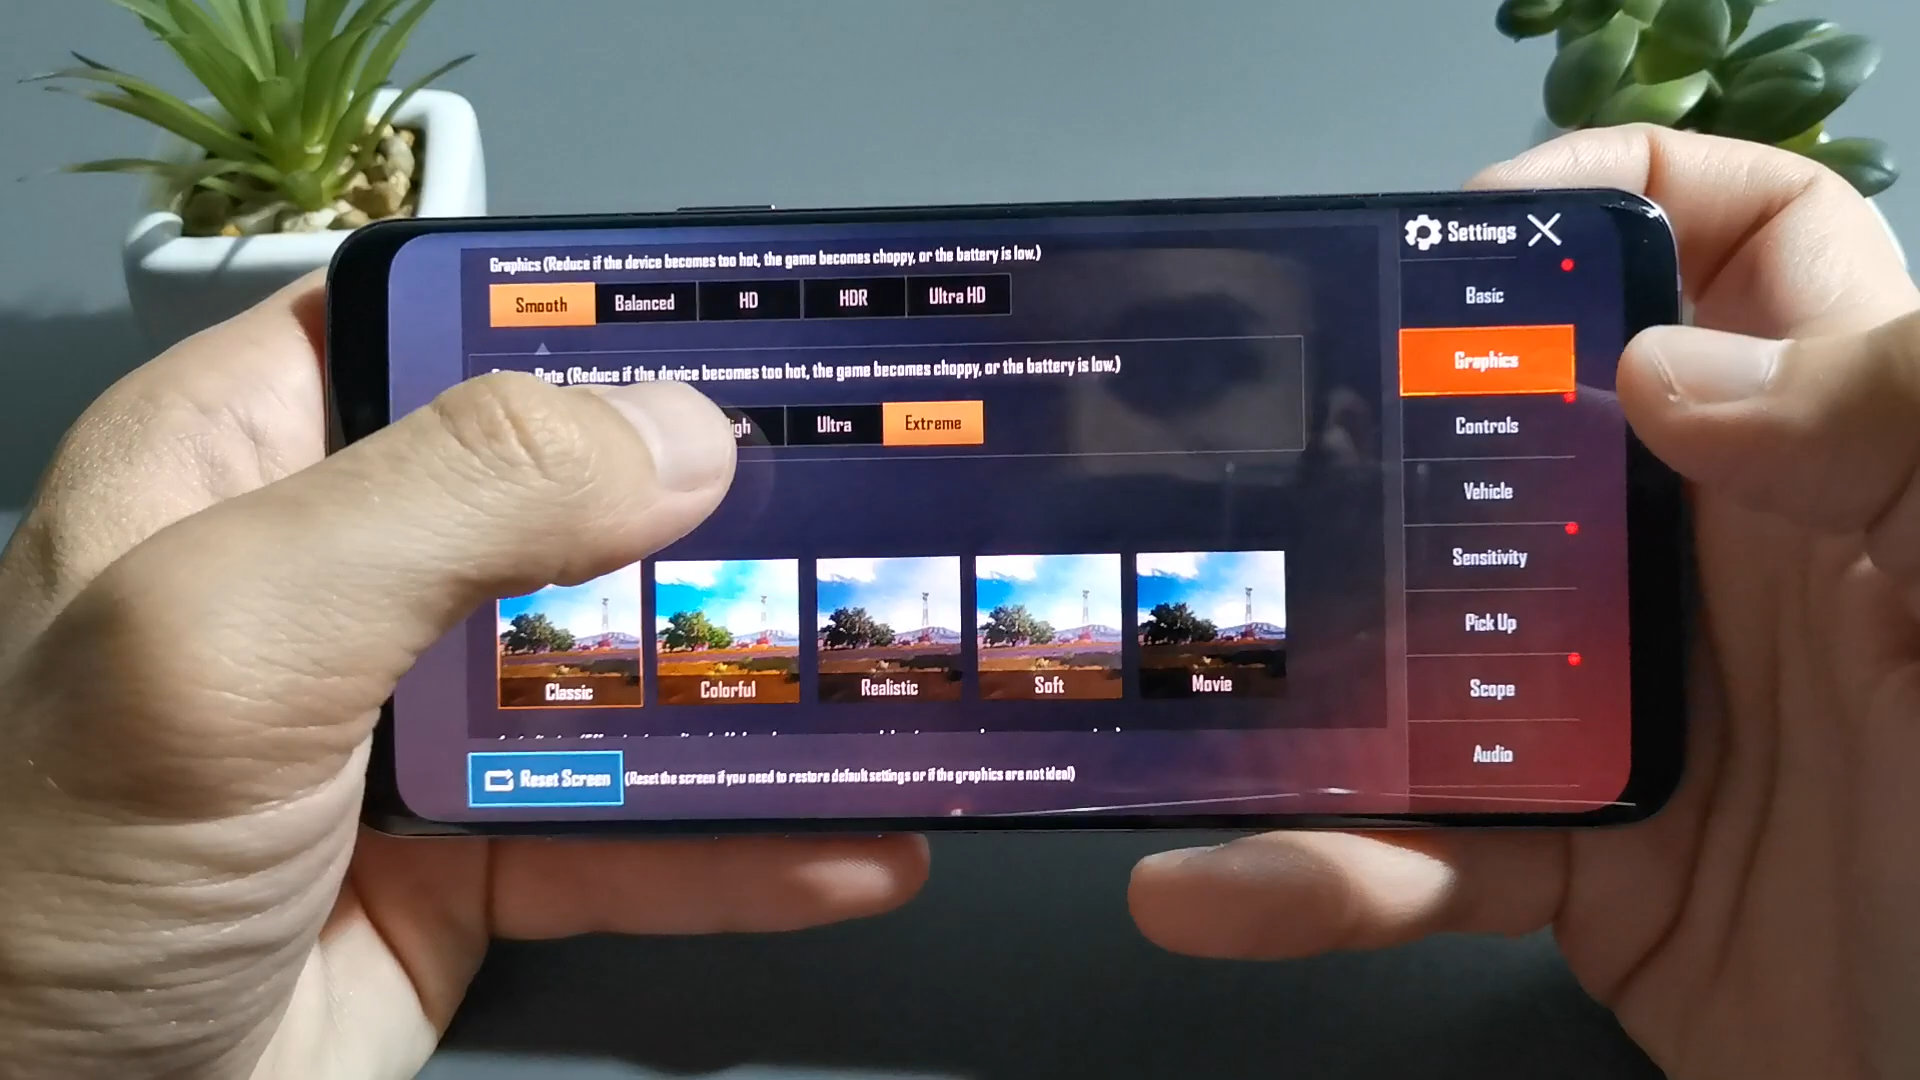 Graphics (Reduce if the device becomes too hot, the game becomes choppy, or the battery is low.)
Smooth Balanced HD HDR Ultra HD
Rate (Reduce if the device becomes too hot, the game becomes choppy, or the battery is low.)
Ultra Extreme
Classic Colorful Realistic Soft Movie
Reset Screen (Reset the screen if you need to restore default settings or if the graphics are not ideal)
Settings
Basic
Graphics
Controls
Vehicle
Sensitivity
Pick Up
Scope
Audio